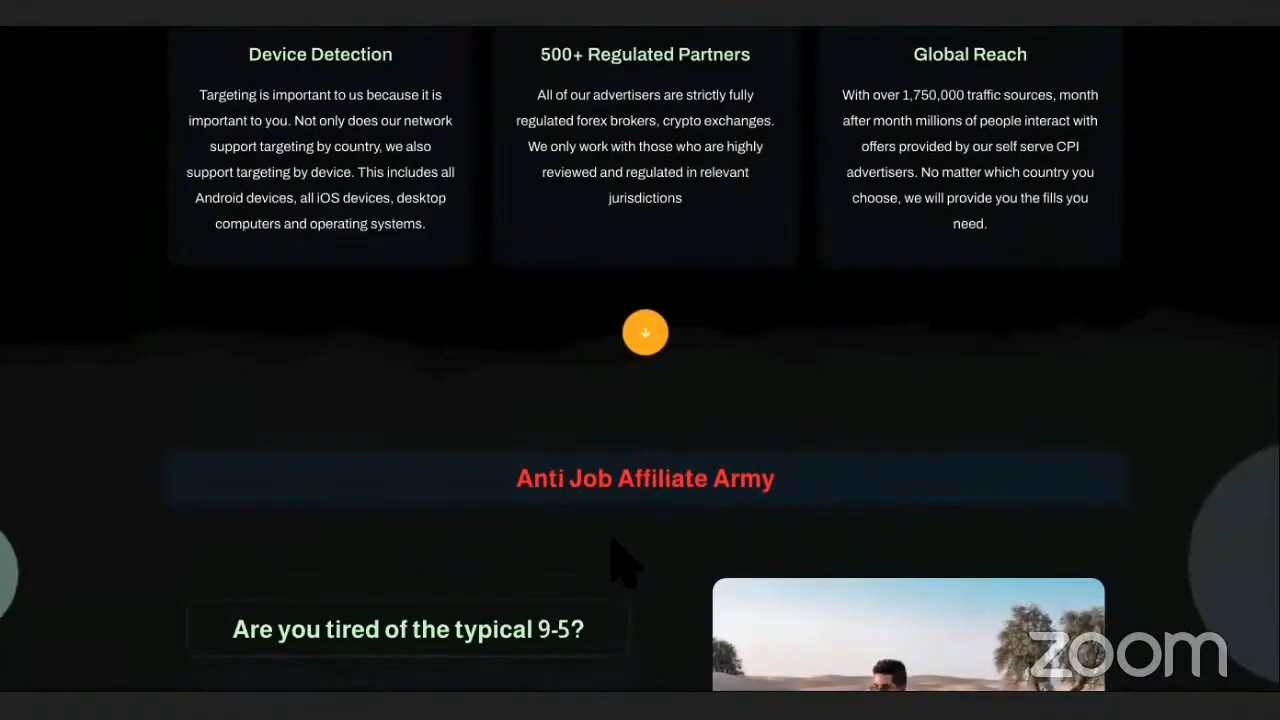 Device Detection
Targeting is important to us because it is
important to you. Not only does our network
support targeting by country, we also
support targeting by device. This includes all
Android devices, all iOS devices, desktop
computers and operating systems.
500+ Regulated Partners
All of our advertisers are strictly fully
regulated forex brokers, crypto exchanges.
We only work with those who are highly
reviewed and regulated in relevant
jurisdictions
Global Reach
With over 1,750,000 traffic sources, month
after month millions of people interact with
offers provided by our self serve CPI
advertisers. No matter which country you
choose, we will provide you the fills you
need.
Anti Job Affiliate Army
Are you tired of the typical 9-5?
zoom